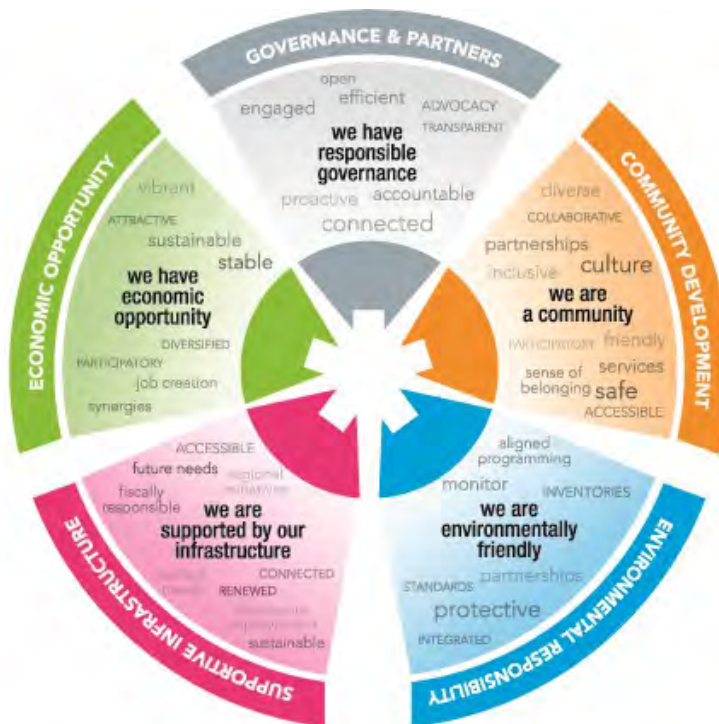 GOVERNANCE & PARTNERS
open
engaged
efficient
ADVOCACY
TRANSPARENT
we have
responsible
governance
proactive
accountable
connected
COMMUNITY DEVELOPMENT
diverse
COLLABORATIVE
partnerships
inclusive
culture
we are
a community
PARTICIPATORY
friendly
sense of
belonging
services
safe
ACCESSIBLE
ENVIRONMENTAL RESPONSIBILITY
aligned
programming
monitor
INVENTORIES
we are
environmentally
friendly
partnerships
STANDARDS
protective
INTEGRATED
SUPPORTIVE INFRASTRUCTURE
ACCESSIBLE
future needs
regional
initiatives
fiscally
responsible
we are
supported by our
infrastructure
CONNECTED
RENEWED
sustainable
ECONOMIC OPPORTUNITY
vibrant
ATTRACTIVE
sustainable
stable
we have
economic
opportunity
DIVERSIFIED
PARTICIPATORY
job creation
synergies